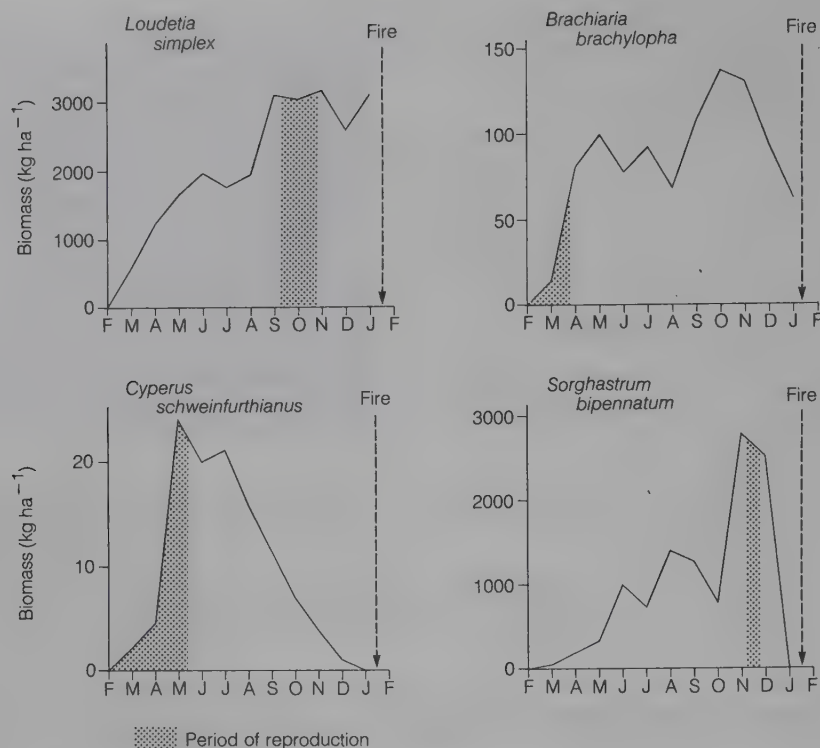 Loudetia
simplex
Fire
Biomass (kg ha⁻¹)
3000
2000
1000
0
F M A M J J A S O N D J F
Brachiaria
brachylopha
Fire
150
100
50
0
F M A M J J A S O N D J F
Cyperus
schweinfurthianus
Fire
Biomass (kg ha⁻¹)
20
10
0
F M A M J J A S O N D J F
Sorghastrum
bipennatum
Fire
3000
2000
1000
0
F M A M J J A S O N D J F
Period of reproduction